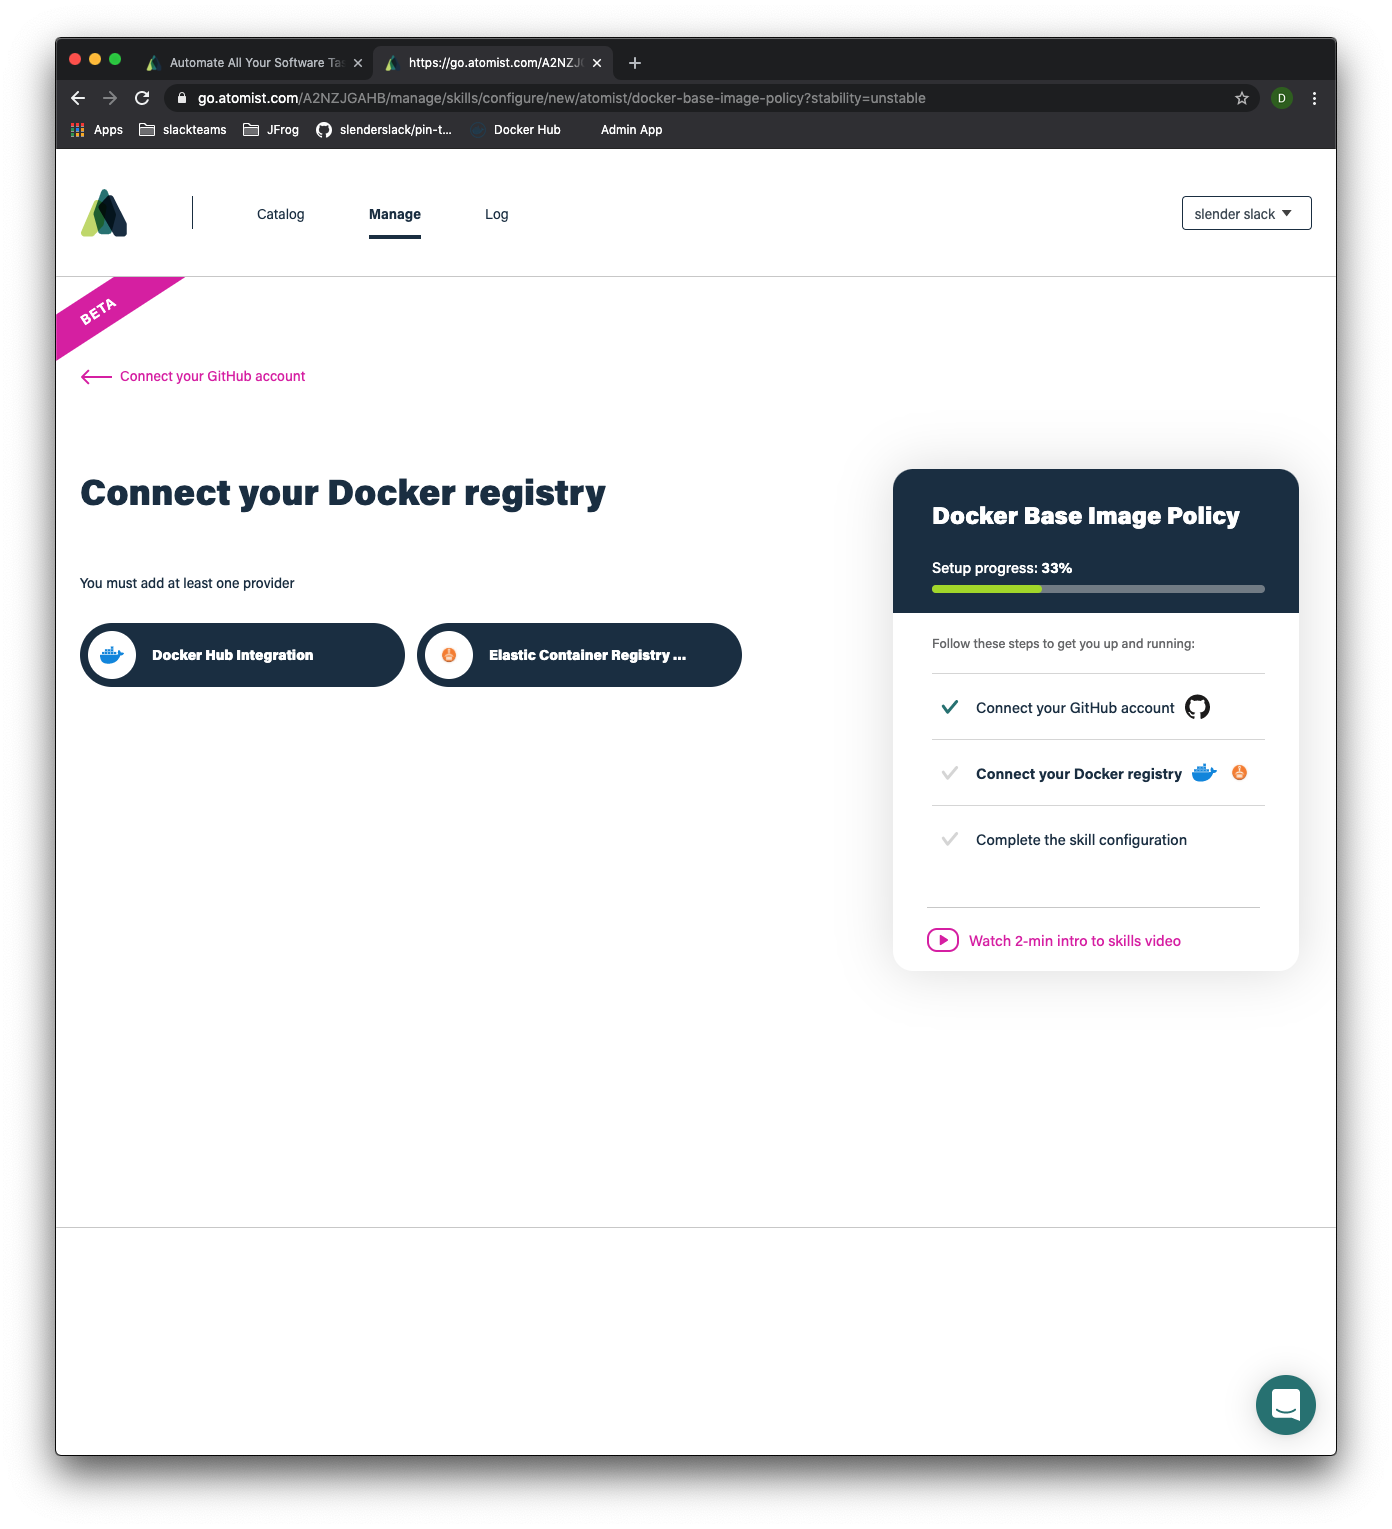 Automate All Your Software Ta
https://go.atomist.com/A2NZJ
go.atomist.com/A2NZJGAHB/manage/skills/configure/new/atomist/docker-base-image-policy?stability=unstable
D
Apps
slackteams
JFrog
slenderslack/pin-t...
Docker Hub
Admin App
Catalog
Manage
Log
slender slack
BETA
Connect your GitHub account
Connect your Docker registry
You must add at least one provider
Docker Hub Integration
Elastic Container Registry ...
Docker Base Image Policy
Setup progress: 33%
Follow these steps to get you up and running:
Connect your GitHub account
Connect your Docker registry
Complete the skill configuration
Watch 2-min intro to skills video